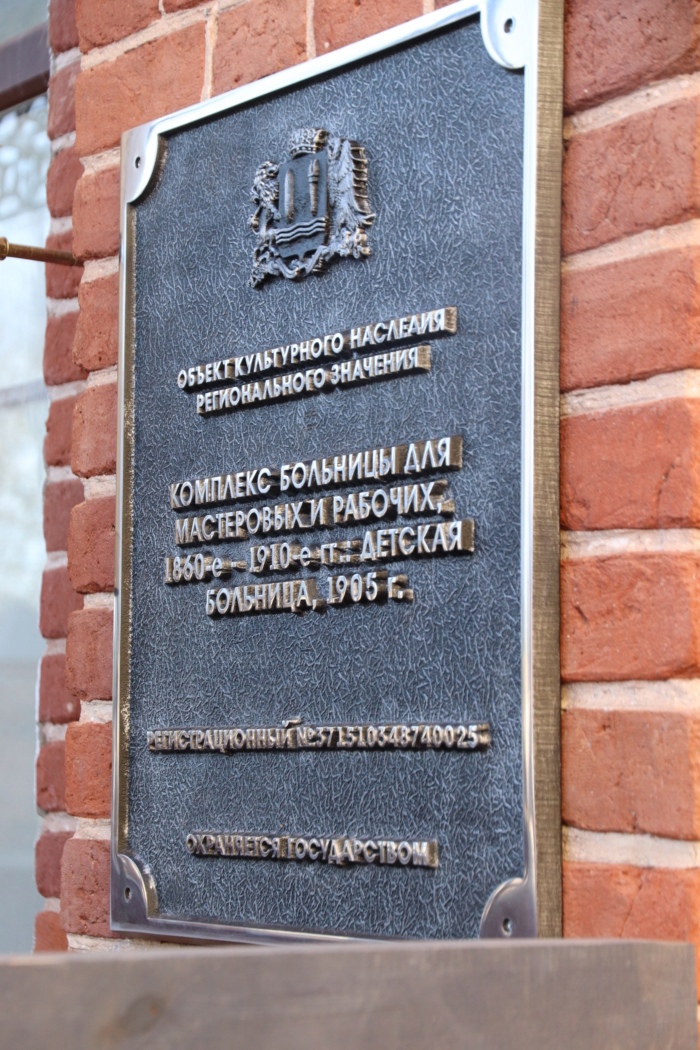 ОБЪЕКТ КУЛЬТУРНОГО НАСЛЕДИЯ
РЕГИОНАЛЬНОГО ЗНАЧЕНИЯ
КОМПЛЕКС БОЛЬНИЦЫ ДЛЯ
МАСТЕРОВЫХ И РАБОЧИХ,
1860-е – 1910-е гг.: ДЕТСКАЯ
БОЛЬНИЦА, 1905 г.
РЕГИСТРАЦИОННЫЙ №371510348740025
ОХРАНЯЕТСЯ ГОСУДАРСТВОМ